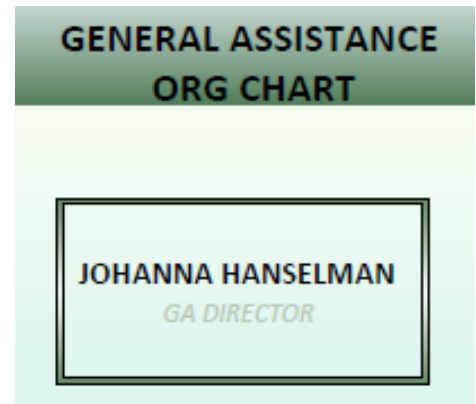 GENERAL ASSISTANCE
ORG CHART
JOHANNA HANSELMAN
GA DIRECTOR